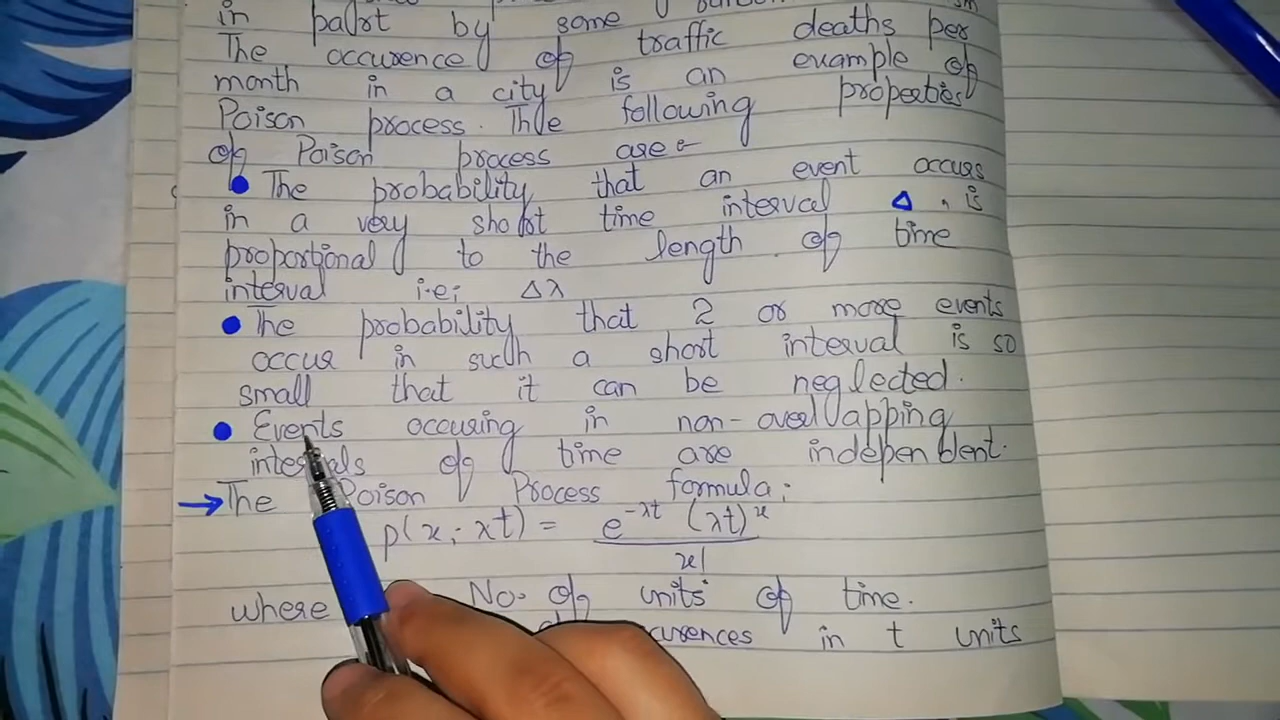 in palrt by some
The occurence of traffic deaths per
month in a city is an example of
Poison process. The following properties
of Poison process are:-
• The probability that an event occurs
in a very short time interval Δ, is
proportional to the length of time
interval i.e; Δλ
• The probability that 2 or more events
occur in such a short interval is so
small that it can be neglected.
• Events occuring in non-overlapping
intervals of time are independent.
→ The Poison Process formula:
p(x; λt) = e^-λt (λt)^x / x!
where No. of units of time.
in t units